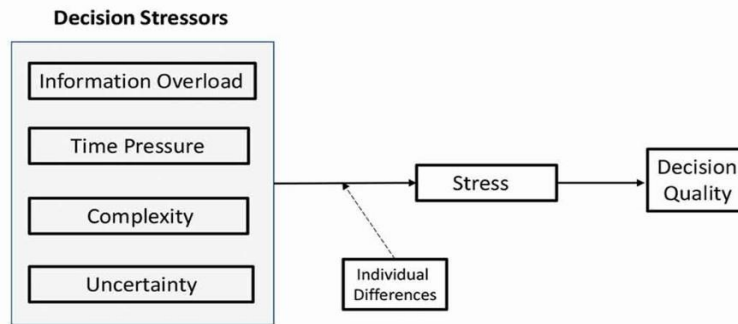 Decision Stressors
Information Overload
Time Pressure
Complexity
Uncertainty
Stress
Individual
Differences
Decision
Quality